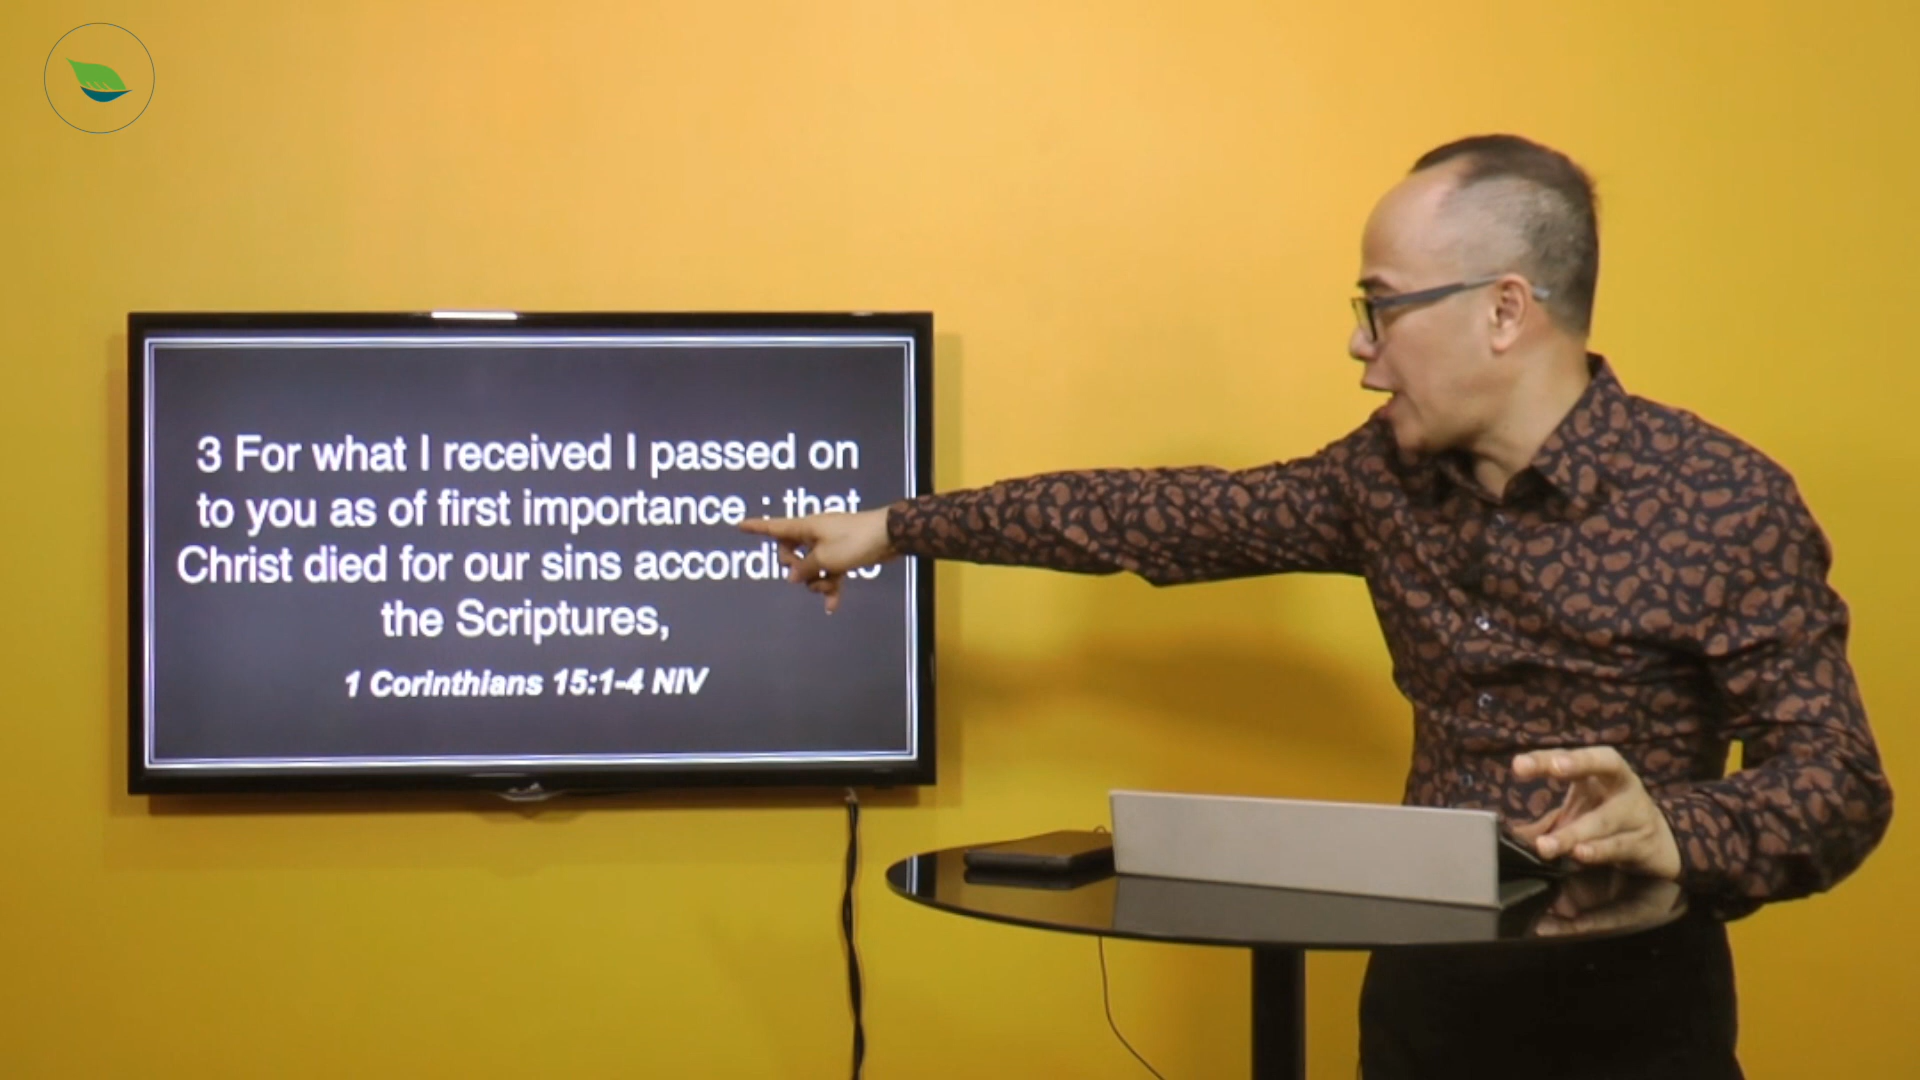 3 For what I received I passed on
to you as of first importance : that
Christ died for our sins
the Scriptures,
1 Corinthians 15:1-4 NIV